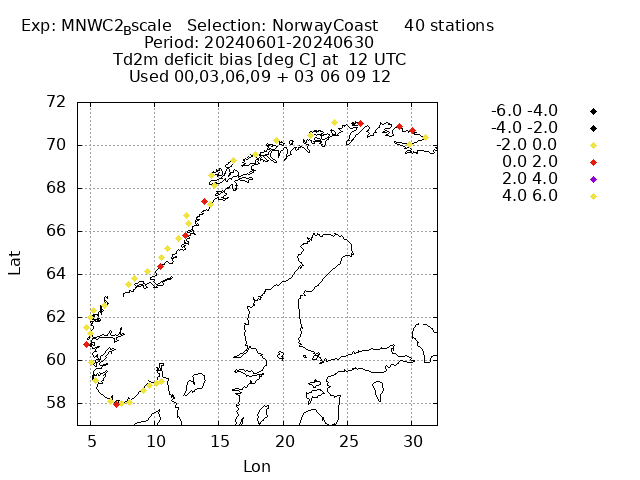 Exp: MNWC2Bscale   Selection: NorwayCoast     40 stations
Period: 20240601-20240630
Td2m deficit bias [deg C] at  12 UTC
Used 00,03,06,09 + 03 06 09 12
-6.0 -4.0
-4.0 -2.0
-2.0 0.0
0.0 2.0
2.0 4.0
4.0 6.0
72
70
68
66
64
62
60
58
Lat
5 10 15 20 25 30
Lon